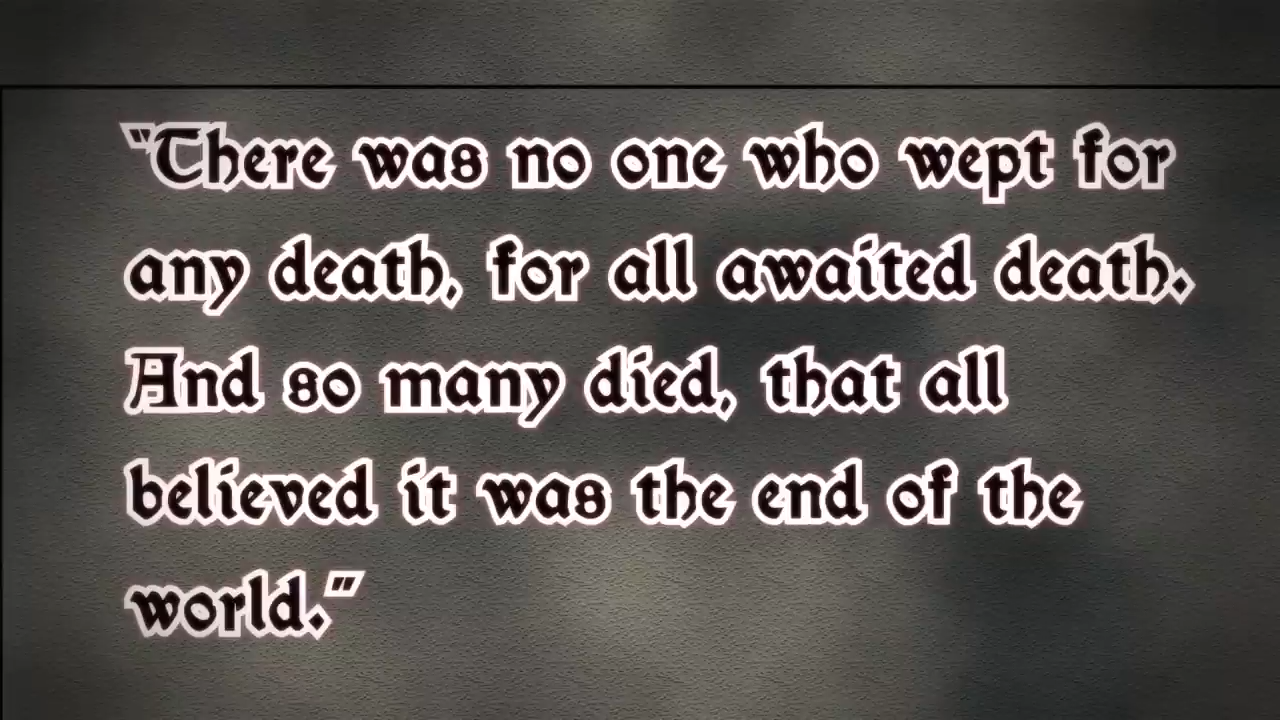 "There was no one who wept for
any death, for all awaited death.
And so many died, that all
believed it was the end of the
world."